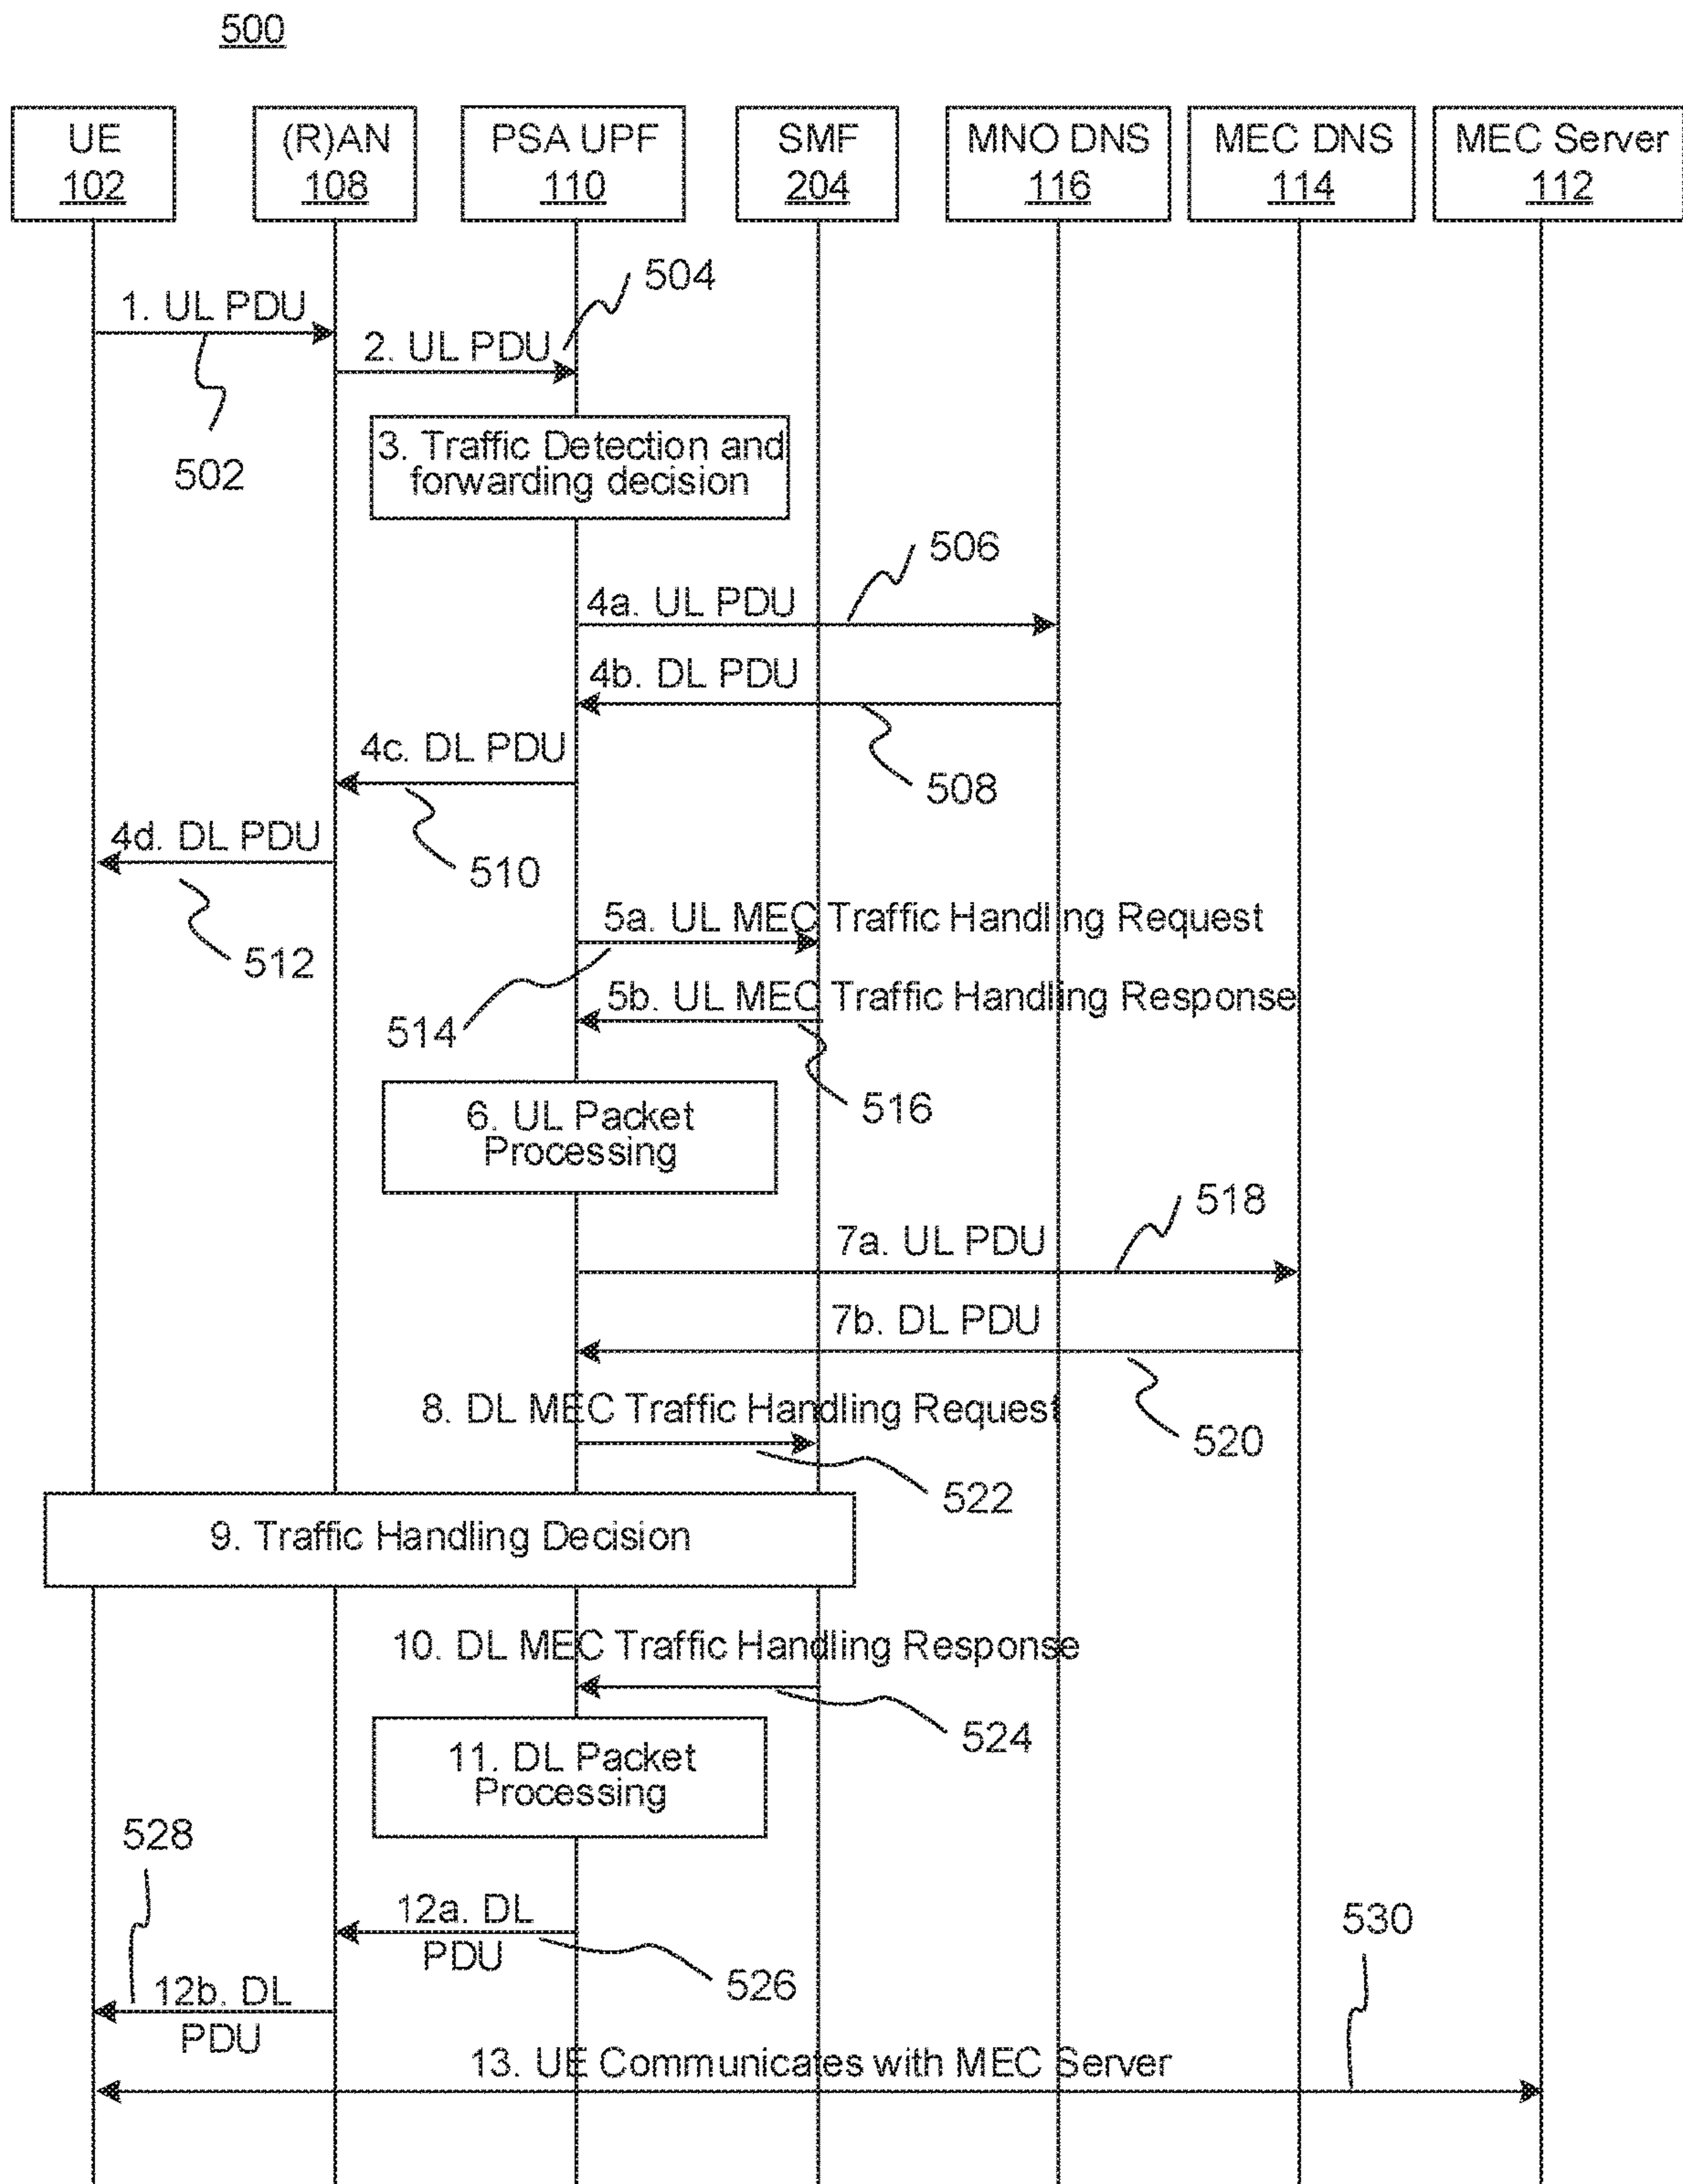 500
UE
102
(R)AN
108
PSA UPF
110
SMF
204
MNO DNS
116
MEC DNS
114
MEC Server
112
504
1. UL PDU
2. UL PDU
502
3. Traffic Detection and
forwarding decision
506
4a. UL PDU
4b. DL PDU
4c. DL PDU
508
4d. DL PDU
510
512
5a. UL MEC Traffic Handling Request
5b. UL MEC Traffic Handling Response
514
516
6. UL Packet
Processing
518
7a. UL PDU
7b. DL PDU
8. DL MEC Traffic Handling Request
520
522
9. Traffic Handling Decision
10. DL MEC Traffic Handling Response
524
11. DL Packet
Processing
528
12a. DL
PDU
530
526
12b. DL
PDU
13. UE Communicates with MEC Server